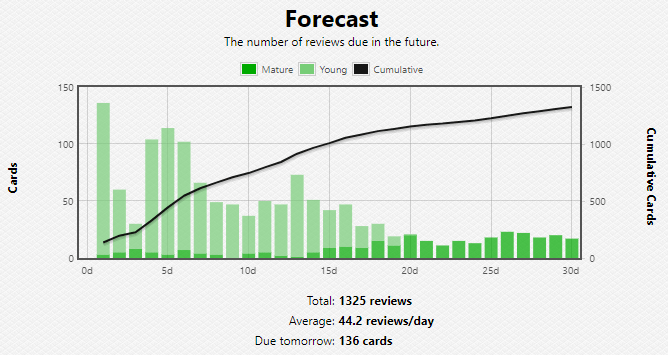 Forecast
The number of reviews due in the future.
Mature Young Cumulative
150 1500
100 1000
50 500
0 0
Cards
Cumulative Cards
0d 5d 10d 15d 20d 25d 30d
Total: 1325 reviews
Average: 44.2 reviews/day
Due tomorrow: 136 cards